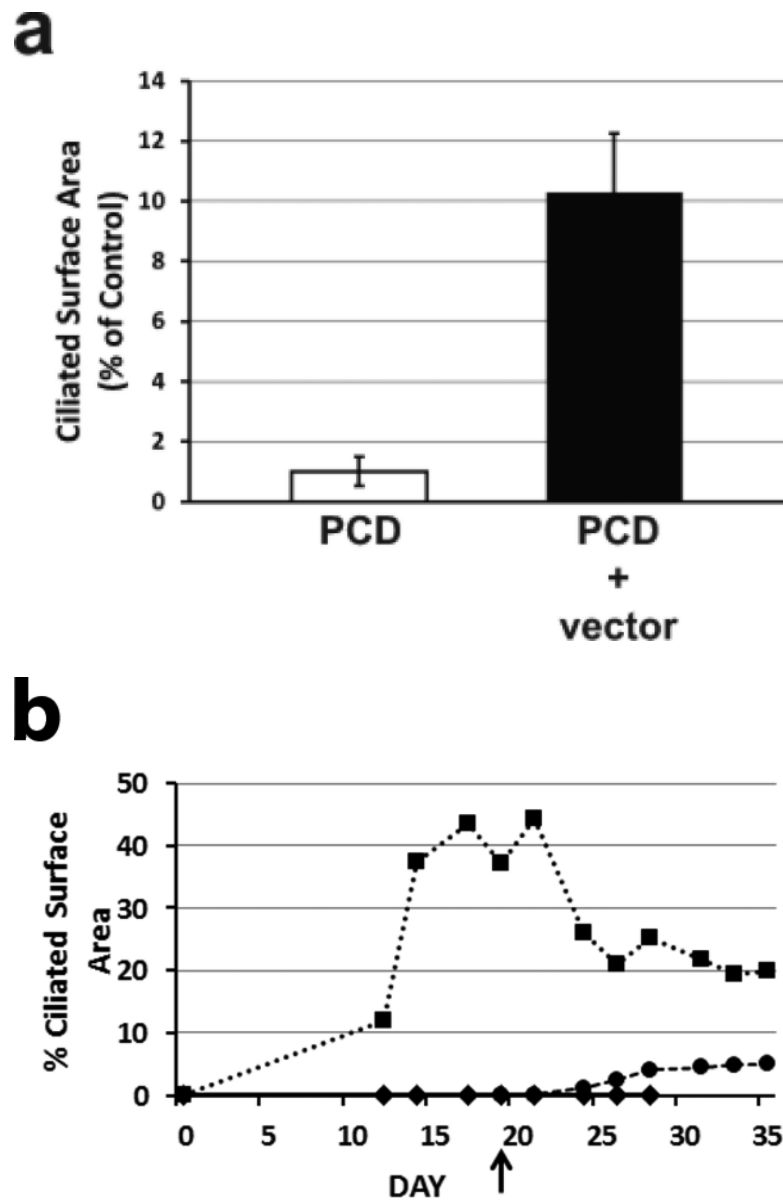 a
Ciliated Surface Area
(% of Control)
14
12
10
8
6
4
2
0
PCD
PCD
+
vector
b
% Ciliated Surface
Area
50
40
30
20
10
0
0 5 10 15 20 25 30 35
DAY